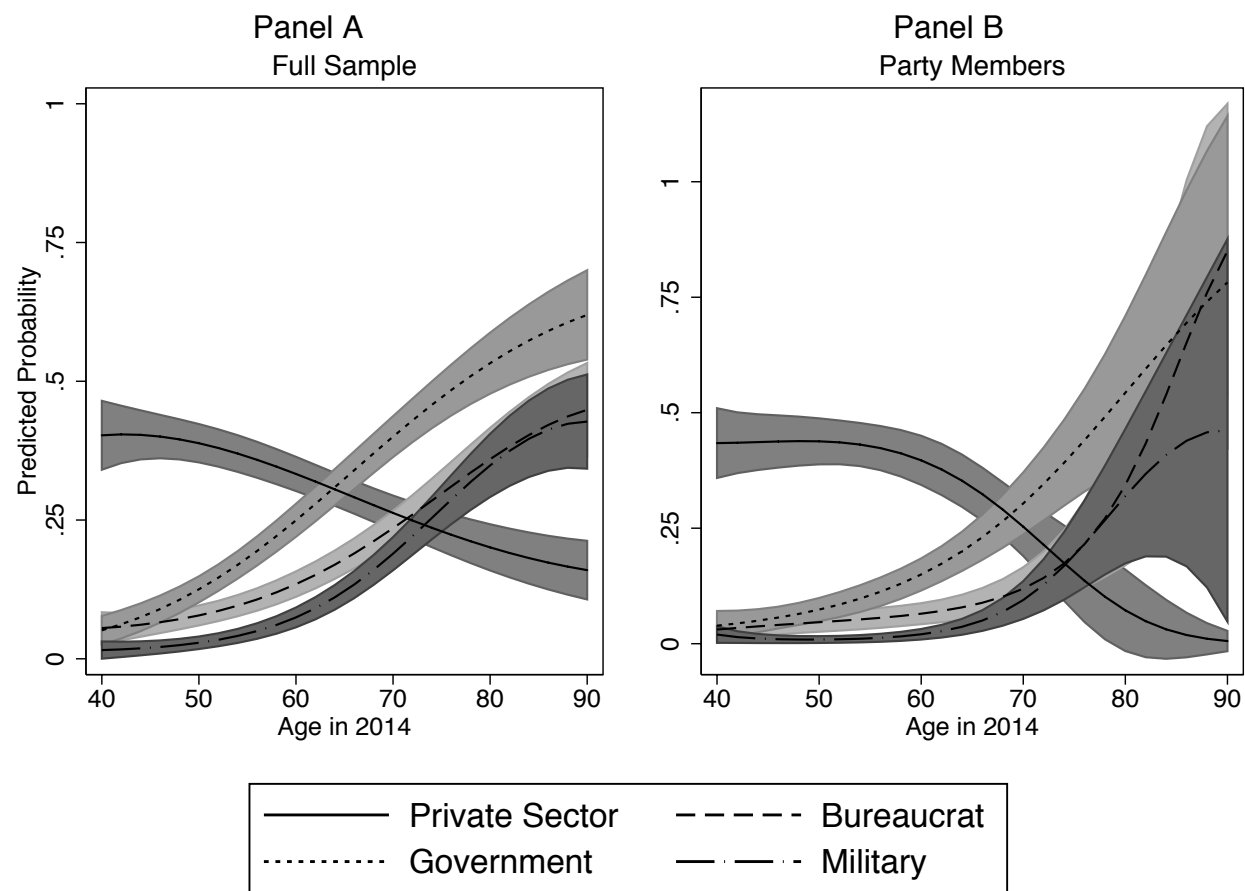 Panel A
Full Sample
Panel B
Party Members
Predicted Probability
1
.75
.5
.25
0
40 50 60 70 80 90
Age in 2014
1
.75
.5
.25
0
40 50 60 70 80 90
Age in 2014
Private Sector
Bureaucrat
Government
Military